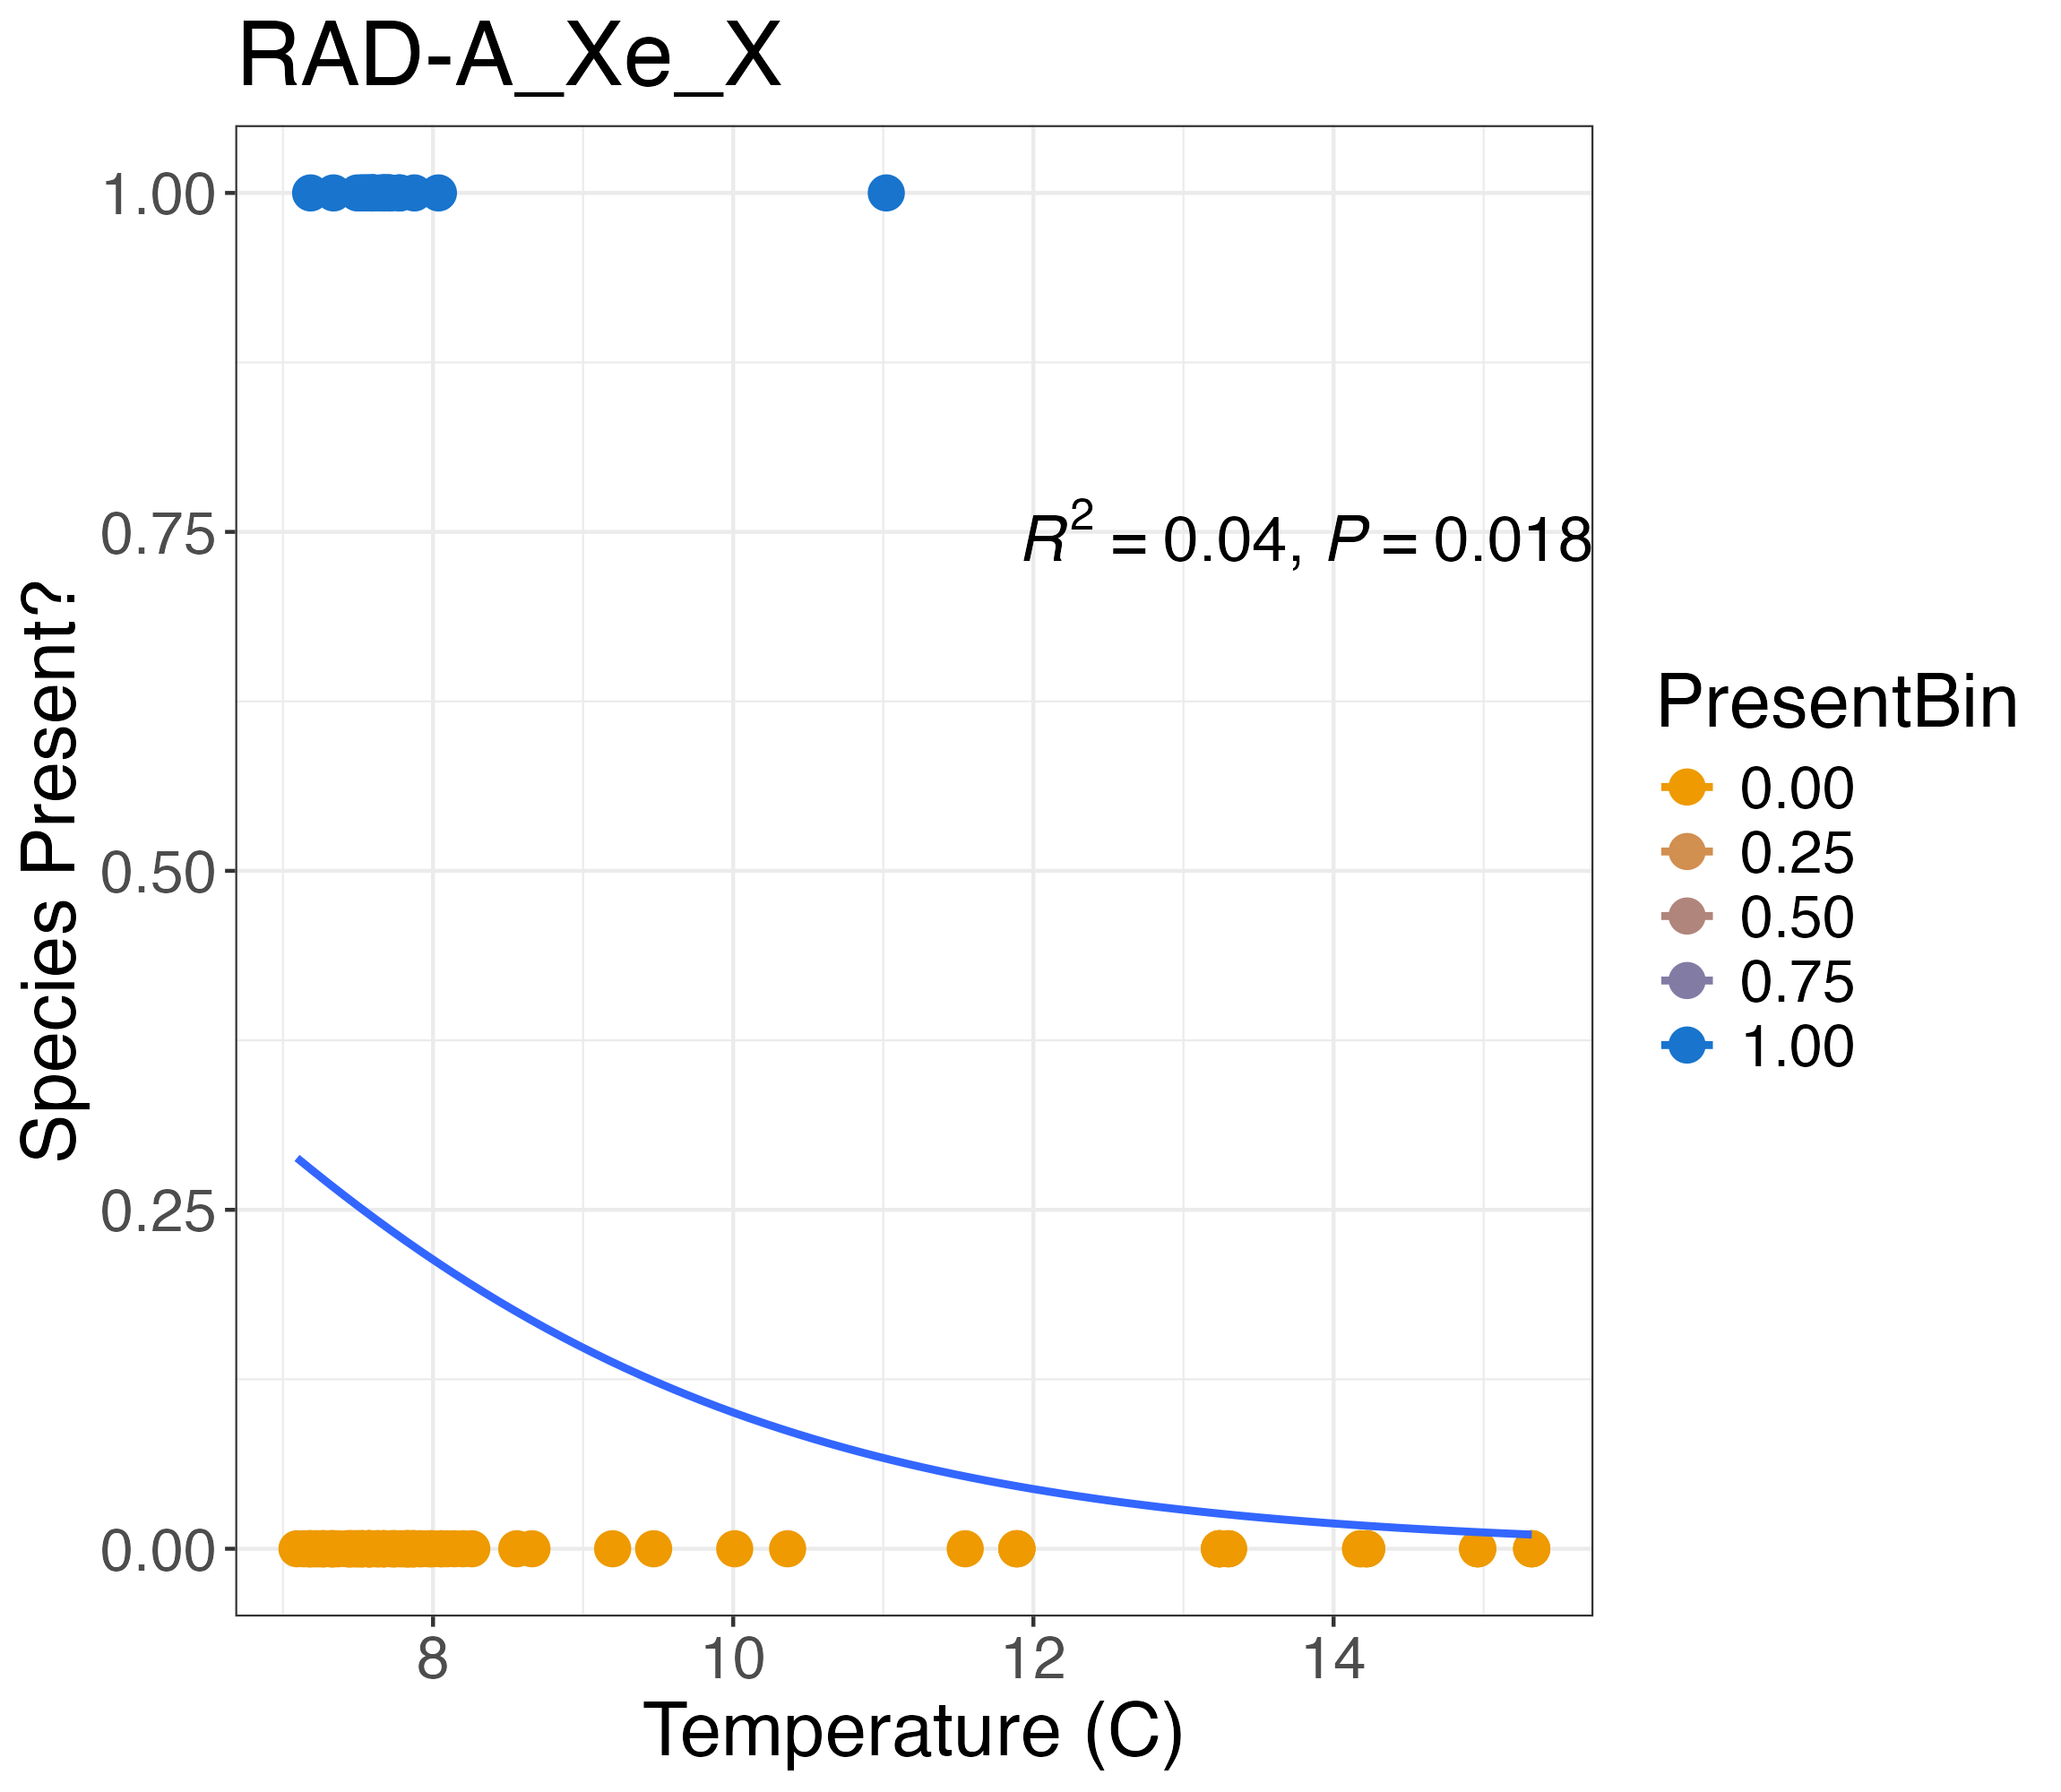 RAD-A_Xe_X
1.00
0.75
0.50
0.25
0.00
Species Present?
R² = 0.04, P = 0.018
8 10 12 14
Temperature (C)
PresentBin
0.00
0.25
0.50
0.75
1.00